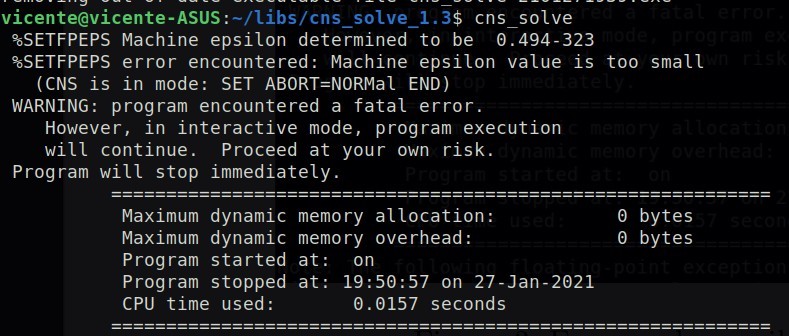 removing out of date executable file cns_solve-2101271939.exe
vicente@vicente-ASUS:~/libs/cns_solve_1.3$ cns_solve
%SETFPEPS Machine epsilon determined to be  0.494-323
%SETFPEPS error encountered: Machine epsilon value is too small
(CNS is in mode: SET ABORT=NORMal END)
WARNING: program encountered a fatal error.
However, in interactive mode, program execution
will continue.  Proceed at your own risk.
Program will stop immediately.
============================================================
Maximum dynamic memory allocation:           0 bytes
Maximum dynamic memory overhead:             0 bytes
Program started at:  on
Program stopped at: 19:50:57 on 27-Jan-2021
CPU time used:       0.0157 seconds
============================================================